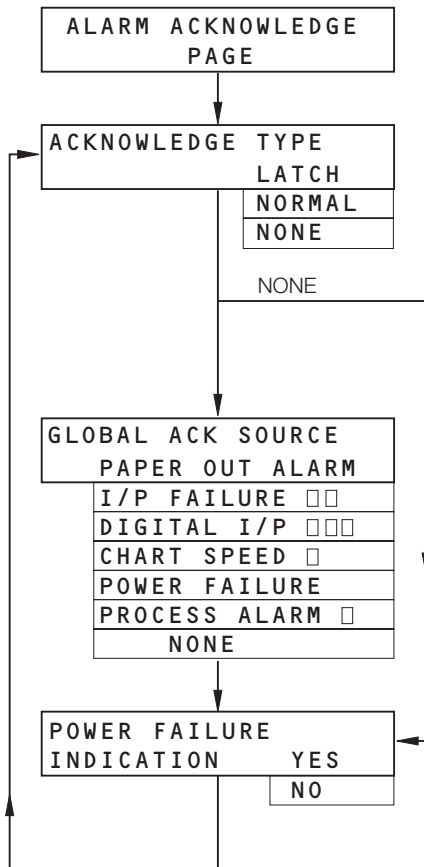 ALARM ACKNOWLEDGE
PAGE
ACKNOWLEDGE TYPE
LATCH
NORMAL
NONE
NONE
GLOBAL ACK SOURCE
PAPER OUT ALARM
I/P FAILURE □□
DIGITAL I/P □□□
CHART SPEED □
POWER FAILURE
PROCESS ALARM □
NONE
POWER FAILURE
INDICATION YES
NO